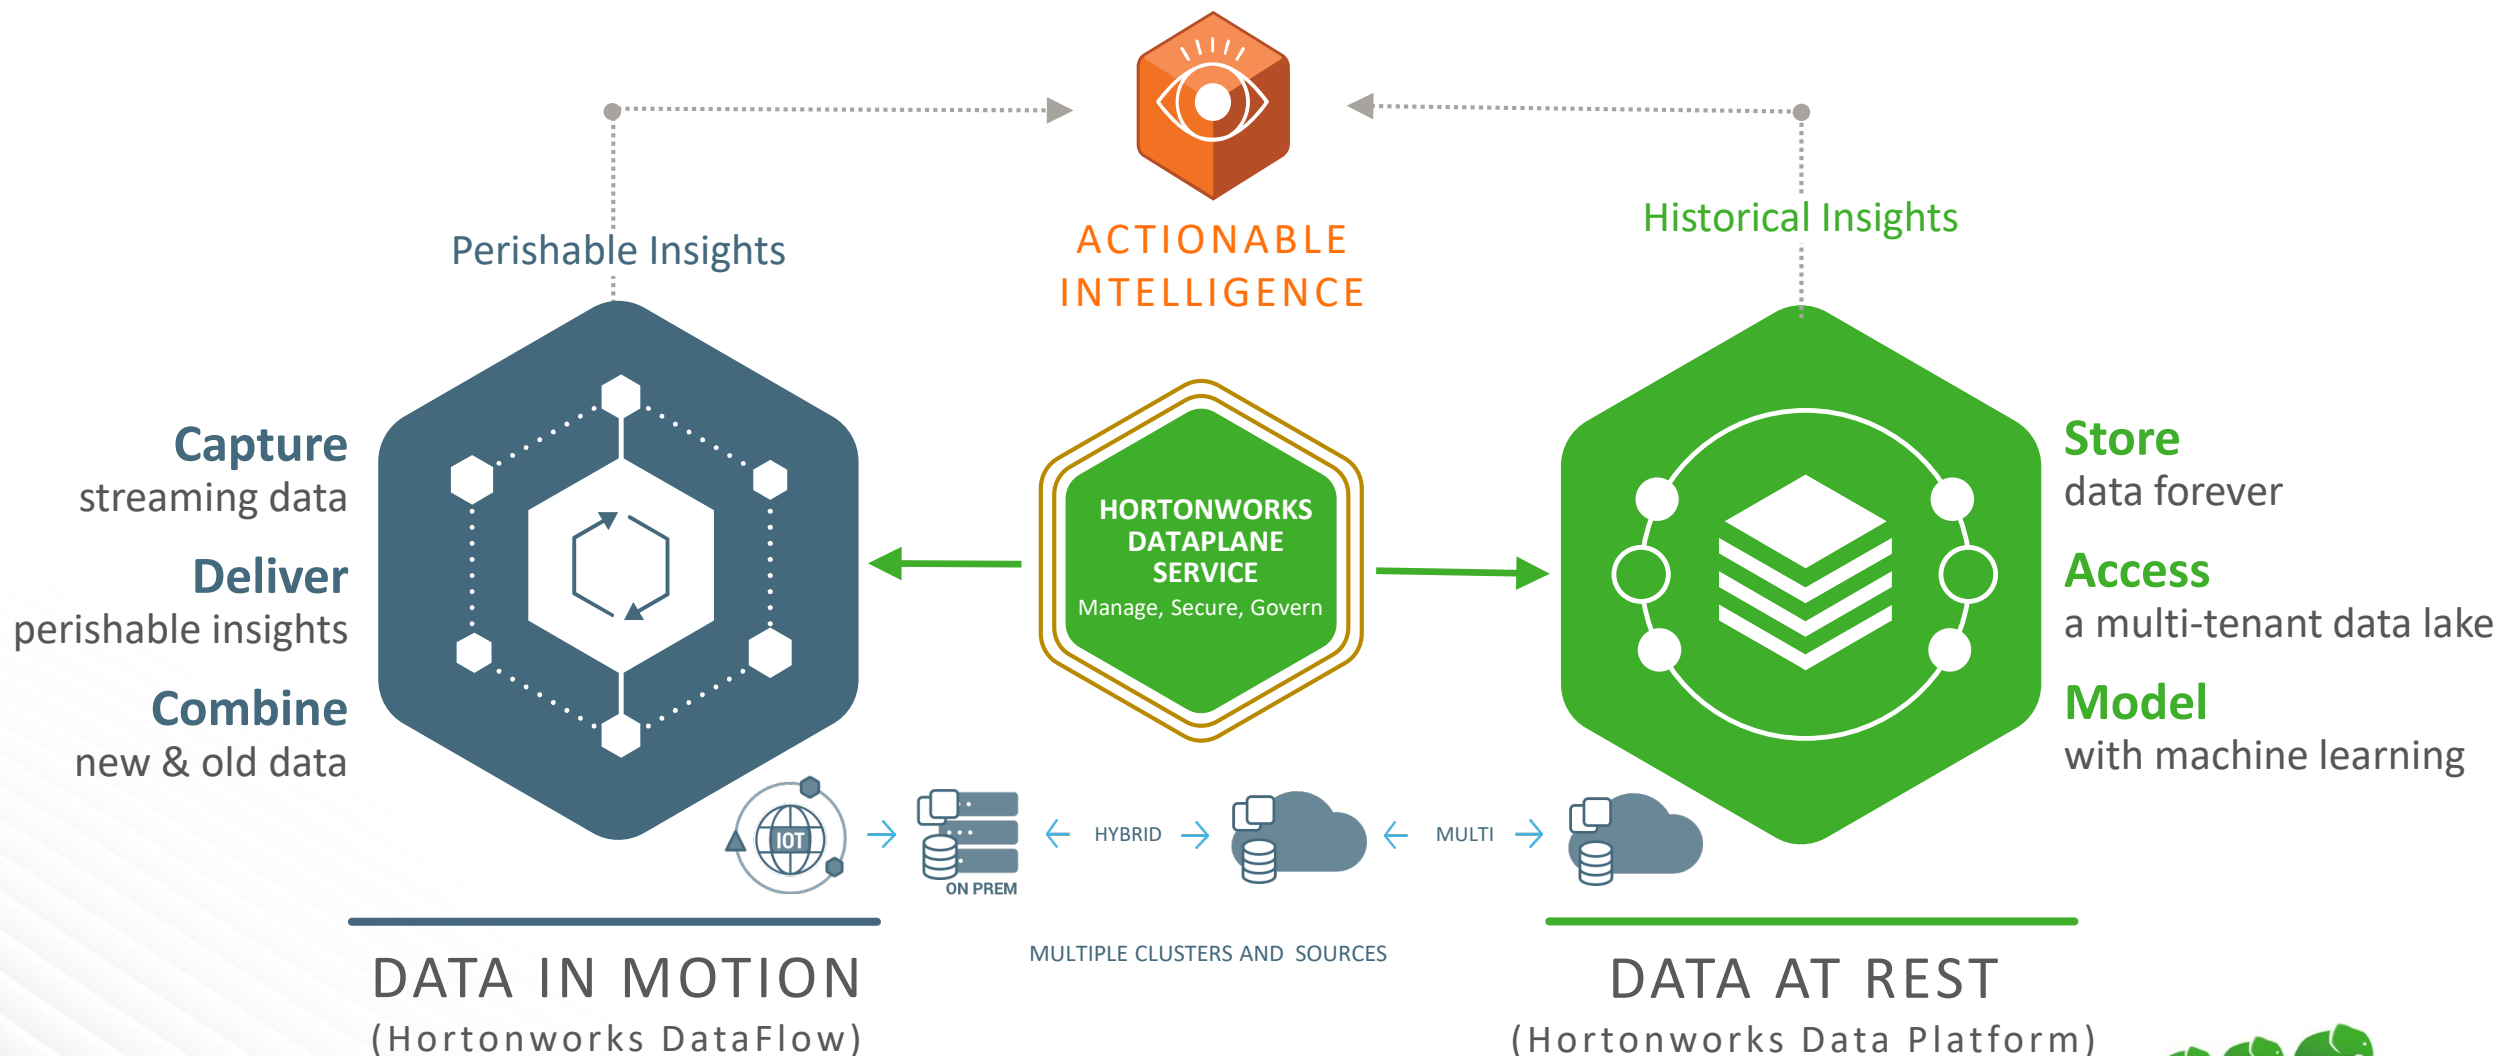 ACTIONABLE
INTELLIGENCE
Perishable Insights
Historical Insights
Capture
streaming data
Deliver
perishable insights
Combine
new & old data
HORTONWORKS
DATAPLANE
SERVICE
Manage, Secure, Govern
Store
data forever
Access
a multi-tenant data lake
Model
with machine learning
IOT
ON PREM
HYBRID
MULTI
MULTIPLE CLUSTERS AND SOURCES
DATA IN MOTION
(Hortonworks DataFlow)
DATA AT REST
(Hortonworks Data Platform)